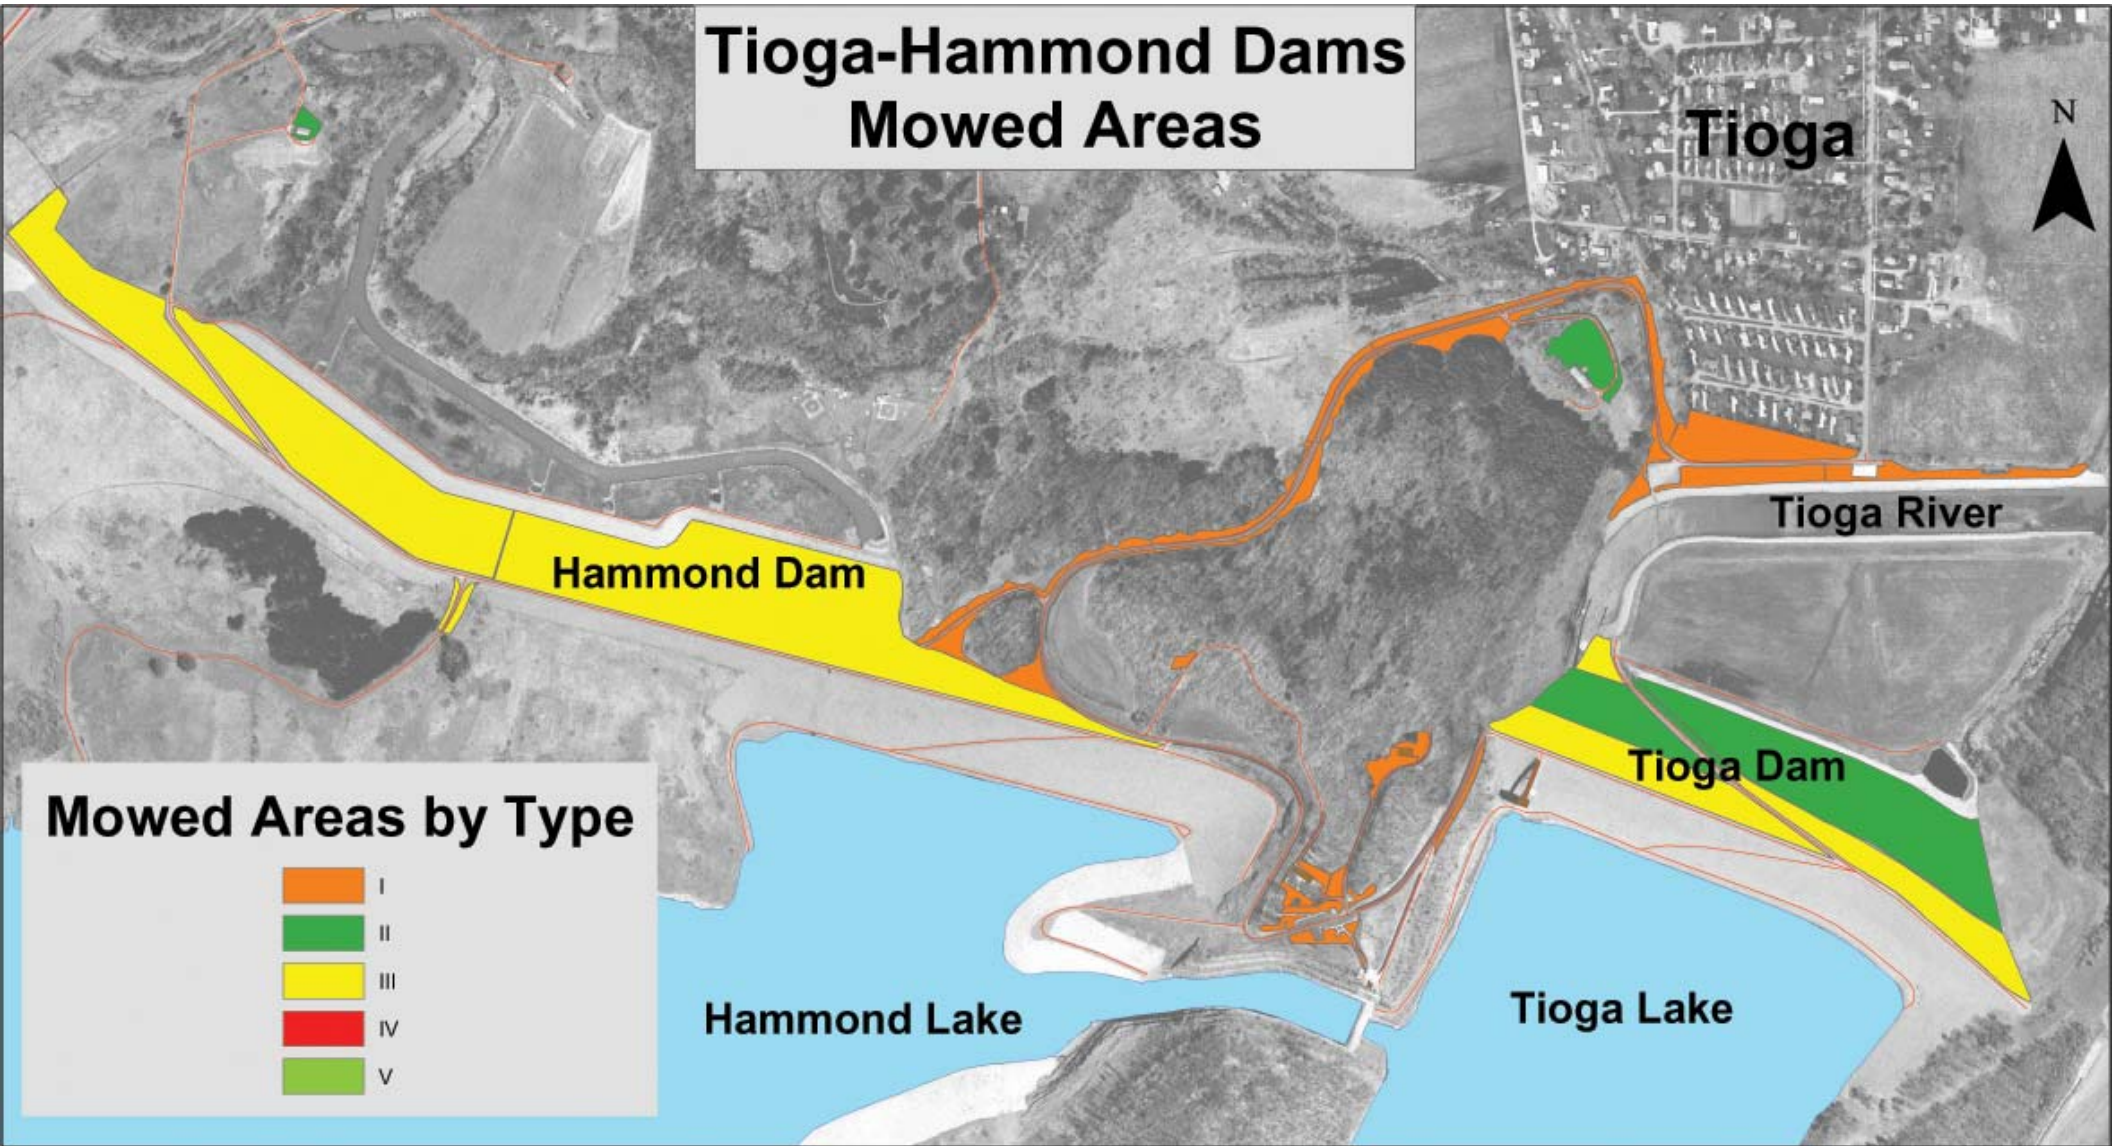 Tioga-Hammond Dams
Mowed Areas
Tioga
N
Tioga River
Hammond Dam
Tioga Dam
Mowed Areas by Type
I
II
III
IV
V
Hammond Lake
Tioga Lake